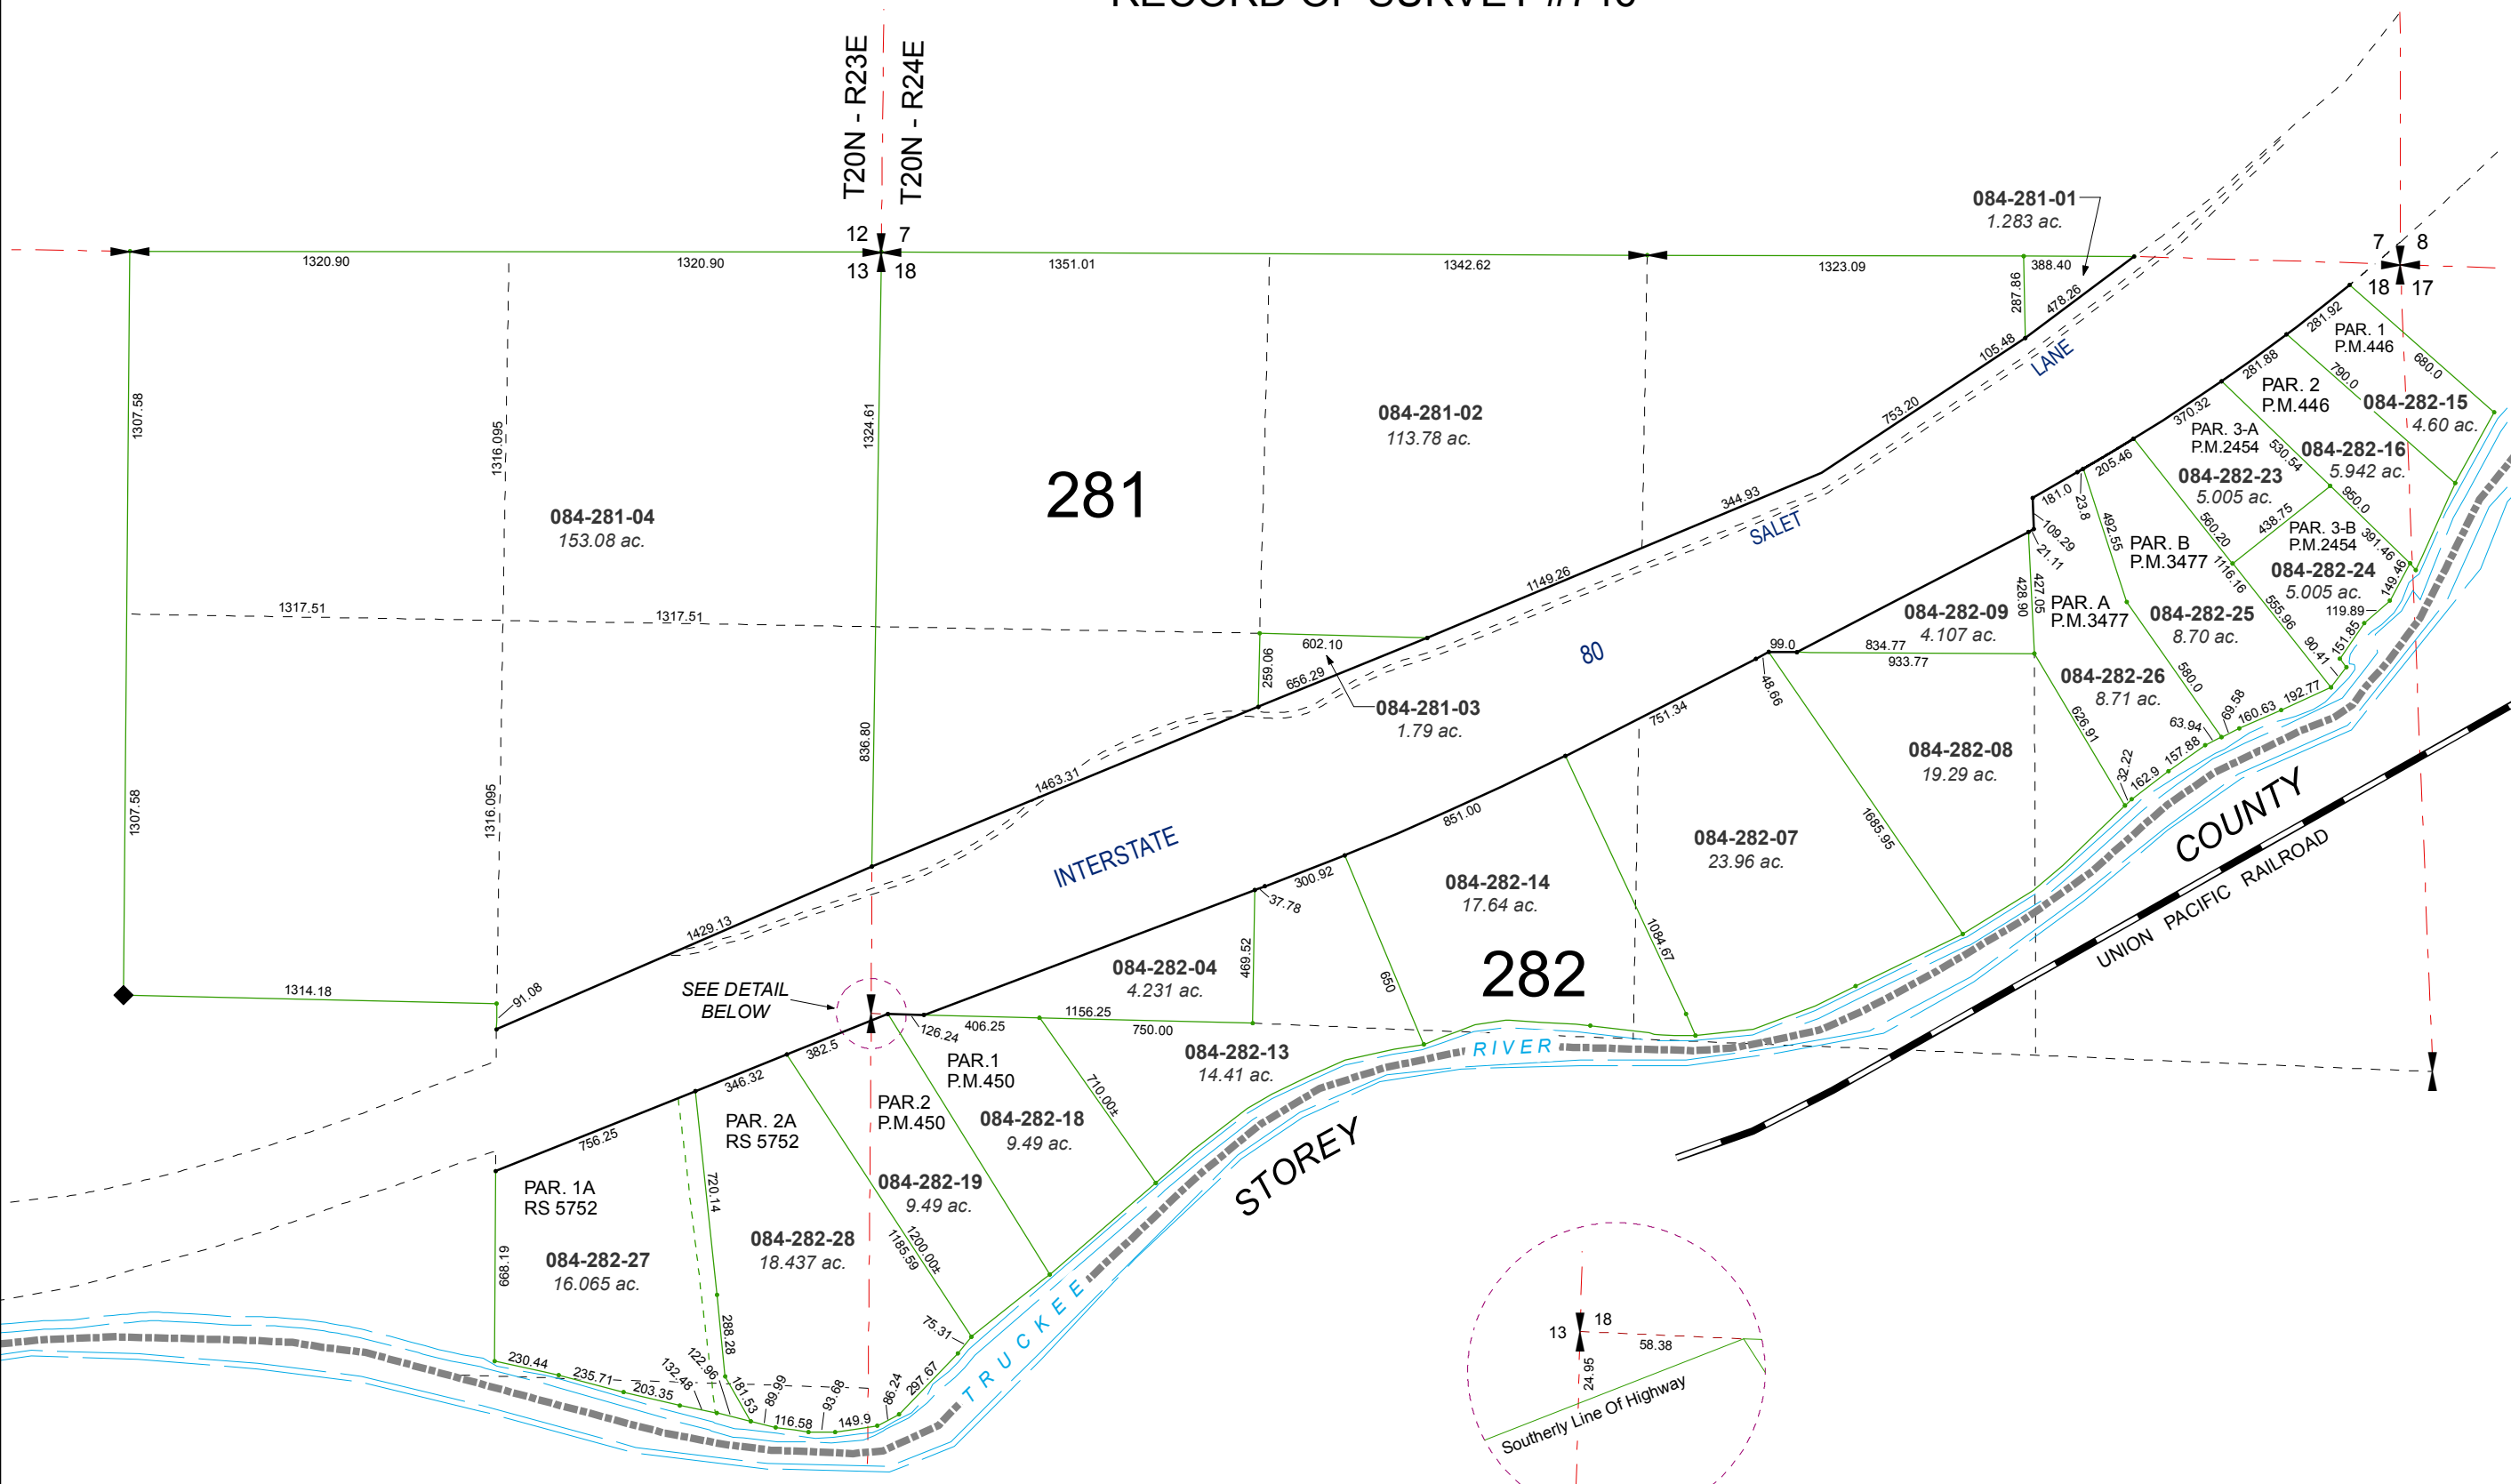 T20N - R23E
T20N - R24E
12
7
13
18
7
8
18
17
1320.90
1320.90
1351.01
1342.62
1323.09
388.40
084-281-01
1.283 ac.
287.86
478.26
105.48
753.20
344.93
1149.26
656.29
1463.31
1429.13
91.08
1314.18
1307.58
1307.58
1316.095
1316.095
1317.51
1317.51
1324.61
836.80
084-281-04
153.08 ac.
281
084-281-02
113.78 ac.
602.10
259.06
084-281-03
1.79 ac.
SALET
LANE
INTERSTATE
80
281.92
PAR. 1
P.M.446
680.0
084-282-15
4.60 ac.
281.88
790.0
PAR. 2
P.M.446
084-282-16
5.942 ac.
950.0
370.32
PAR. 3-A
P.M.2454
530.54
084-282-23
5.005 ac.
438.75
PAR. 3-B
P.M.2454
391.46
084-282-24
5.005 ac.
149.46
119.89
151.85
90.41
205.46
181.0
23.8
109.29
21.11
492.55
560.20
1116.16
555.96
PAR. B
P.M.3477
084-282-25
8.70 ac.
580.0
427.05
428.90
PAR. A
P.M.3477
084-282-26
8.71 ac.
626.91
192.77
160.63
69.58
63.94
157.88
162.9
32.22
084-282-09
4.107 ac.
834.77
933.77
99.0
48.66
084-282-08
19.29 ac.
1685.95
751.34
084-282-07
23.96 ac.
1084.67
851.00
084-282-14
17.64 ac.
650
282
300.92
37.78
469.52
084-282-04
4.231 ac.
1156.25
406.25
750.00
126.24
084-282-13
14.41 ac.
710.00±
SEE DETAIL
BELOW
382.5
346.32
756.25
PAR.1
P.M.450
084-282-18
9.49 ac.
PAR.2
P.M.450
084-282-19
9.49 ac.
1200.00±
1185.59
PAR. 2A
RS 5752
084-282-28
18.437 ac.
720.14
288.28
181.53
PAR. 1A
RS 5752
084-282-27
16.065 ac.
668.19
230.44
235.71
203.35
132.48
122.96
89.99
116.58
93.68
149.9
86.24
297.67
75.31
TRUCKEE
RIVER
STOREY
COUNTY
UNION PACIFIC RAILROAD
13
18
58.38
24.95
Southerly Line Of Highway